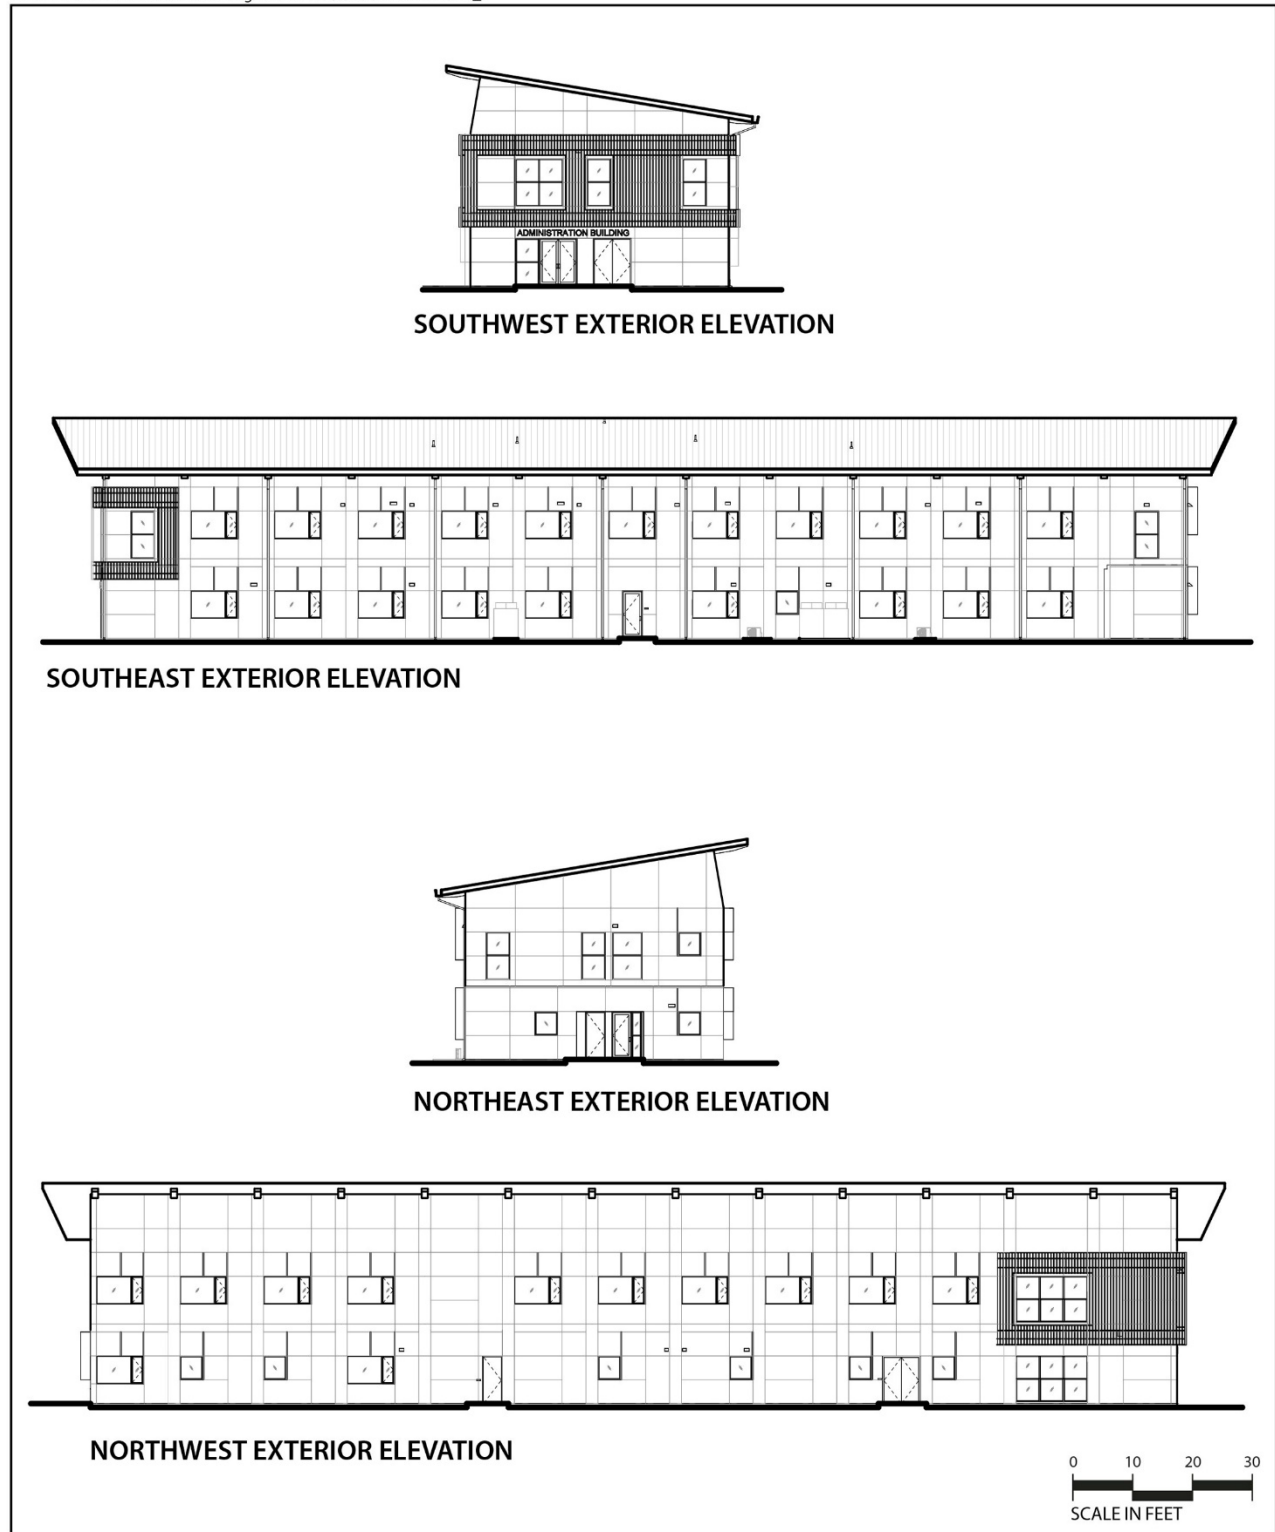 ADMINISTRATION BUILDING
SOUTHWEST EXTERIOR ELEVATION
SOUTHEAST EXTERIOR ELEVATION
NORTHEAST EXTERIOR ELEVATION
NORTHWEST EXTERIOR ELEVATION
0 10 20 30
SCALE IN FEET